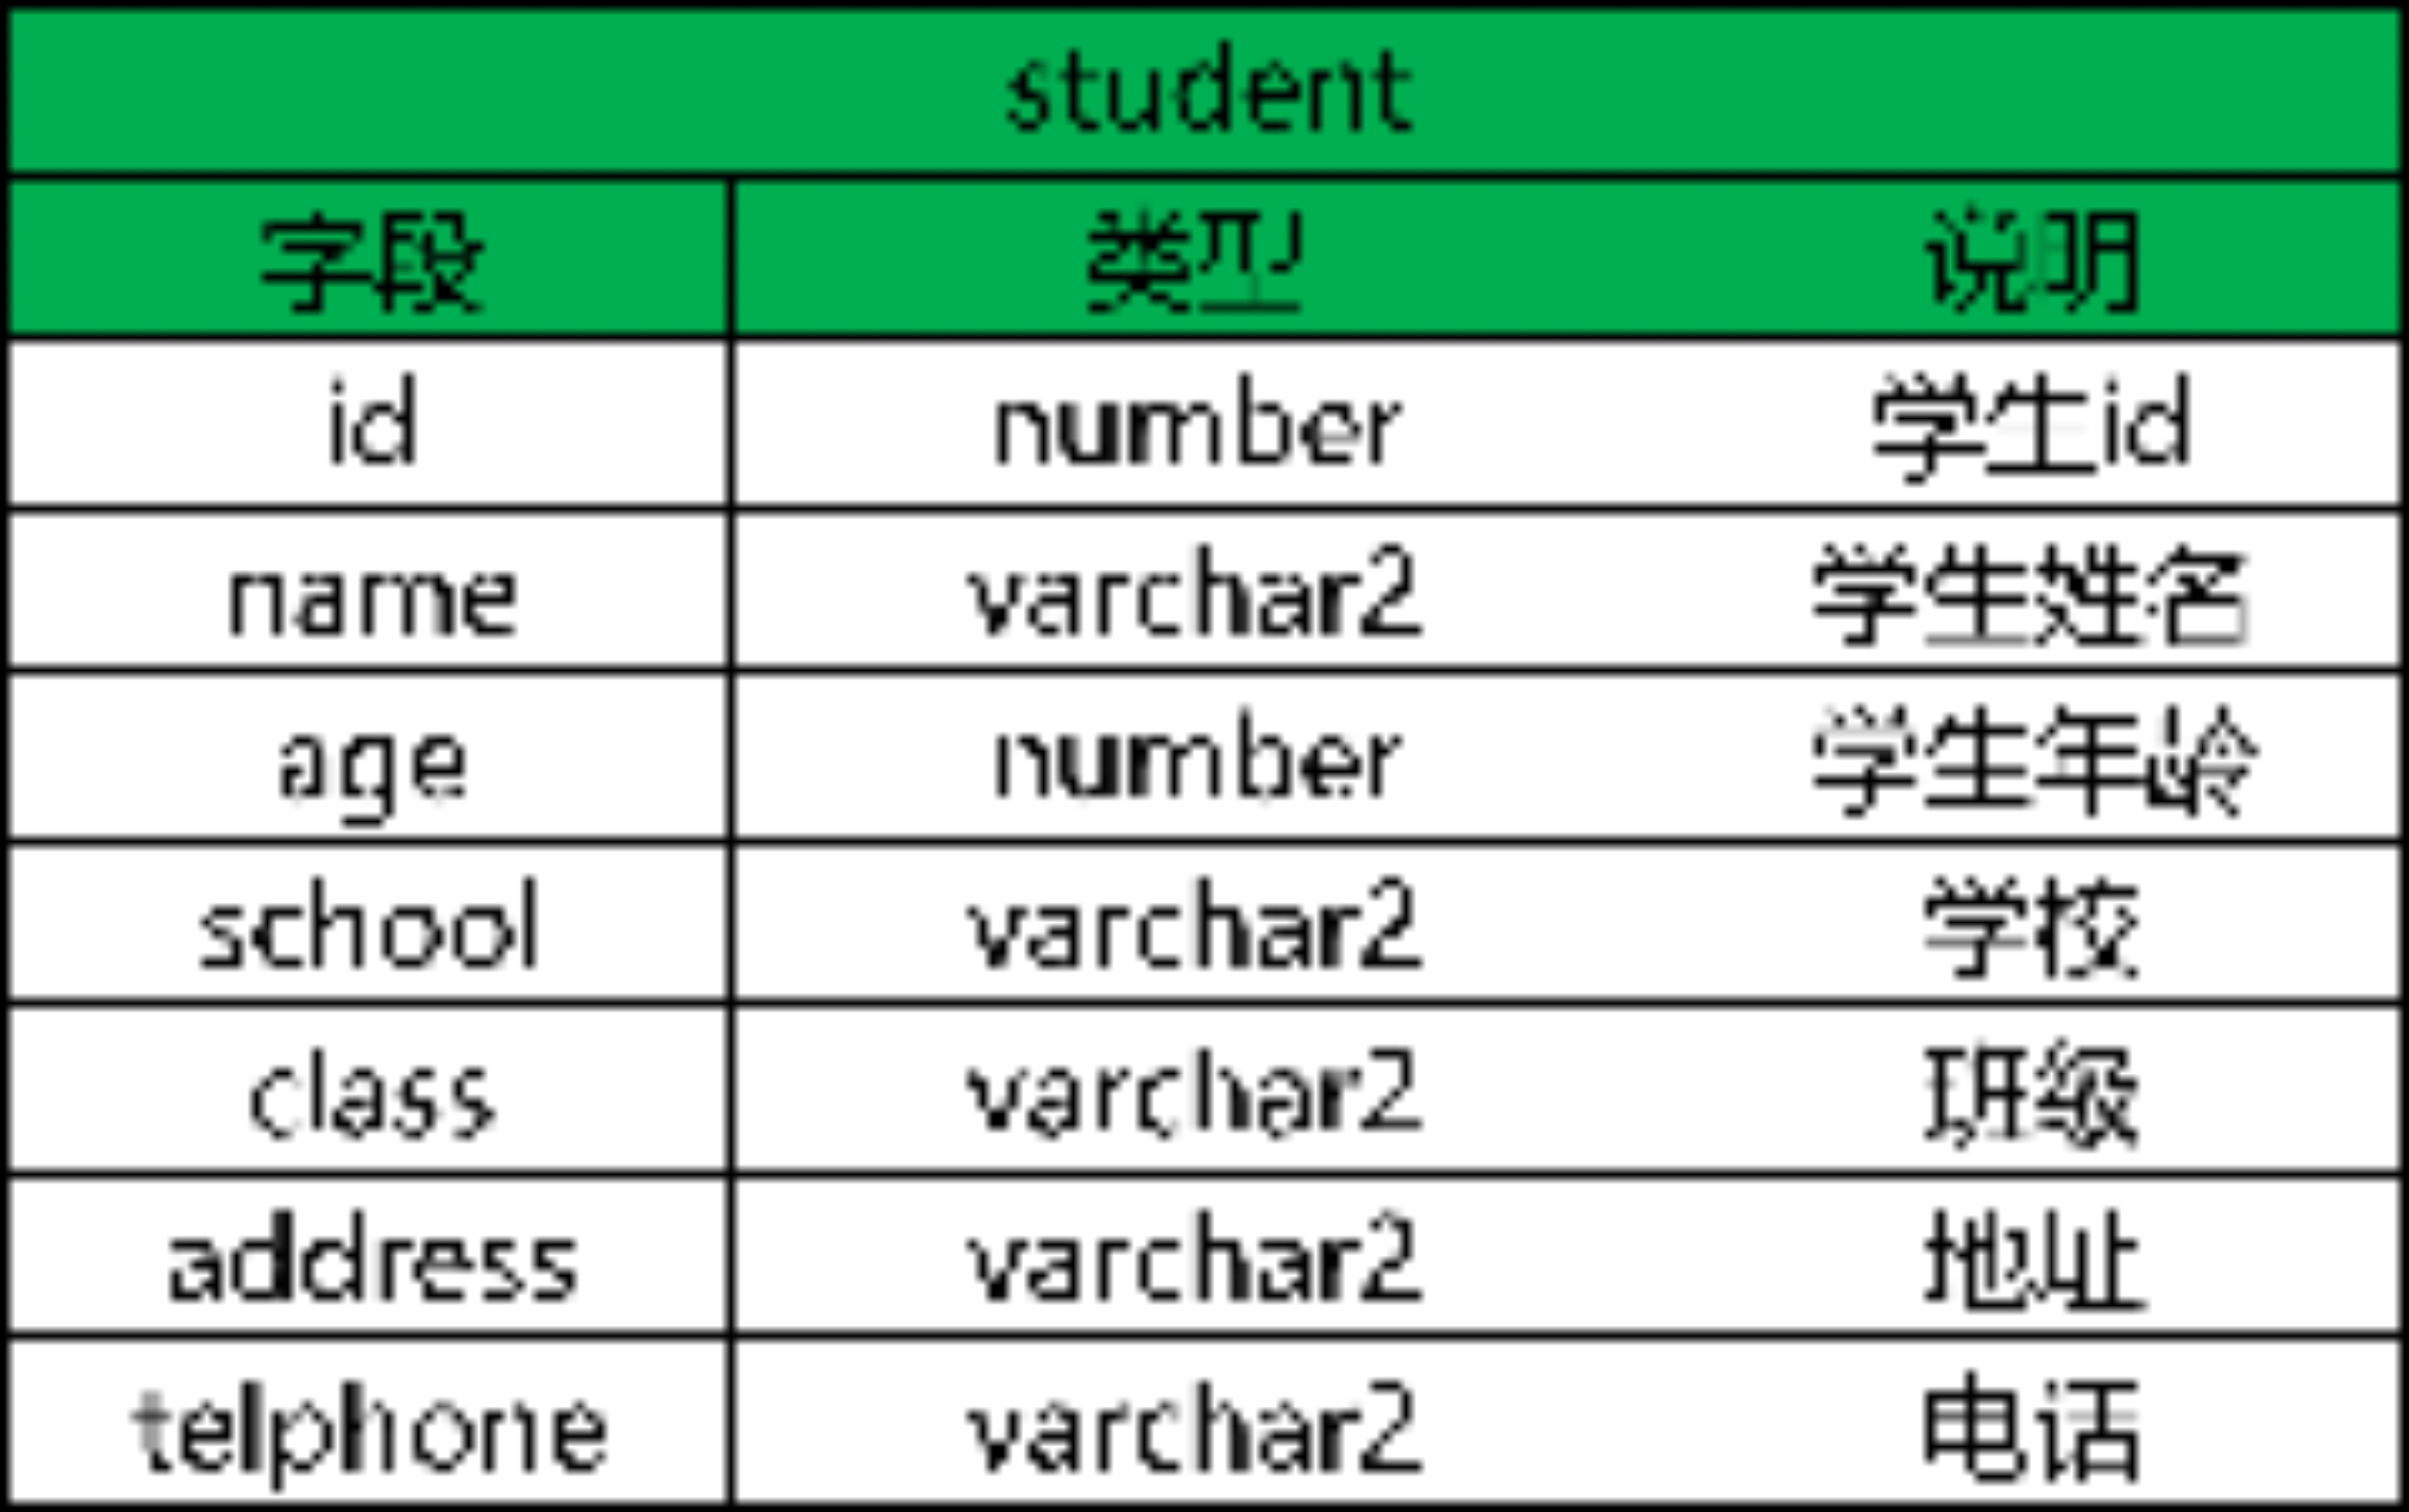 student
字段 类型 说明
id number 学生id
name varchar2 学生姓名
age number 学生年龄
school varchar2 学校
class varchar2 班级
address varchar2 地址
telphone varchar2 电话